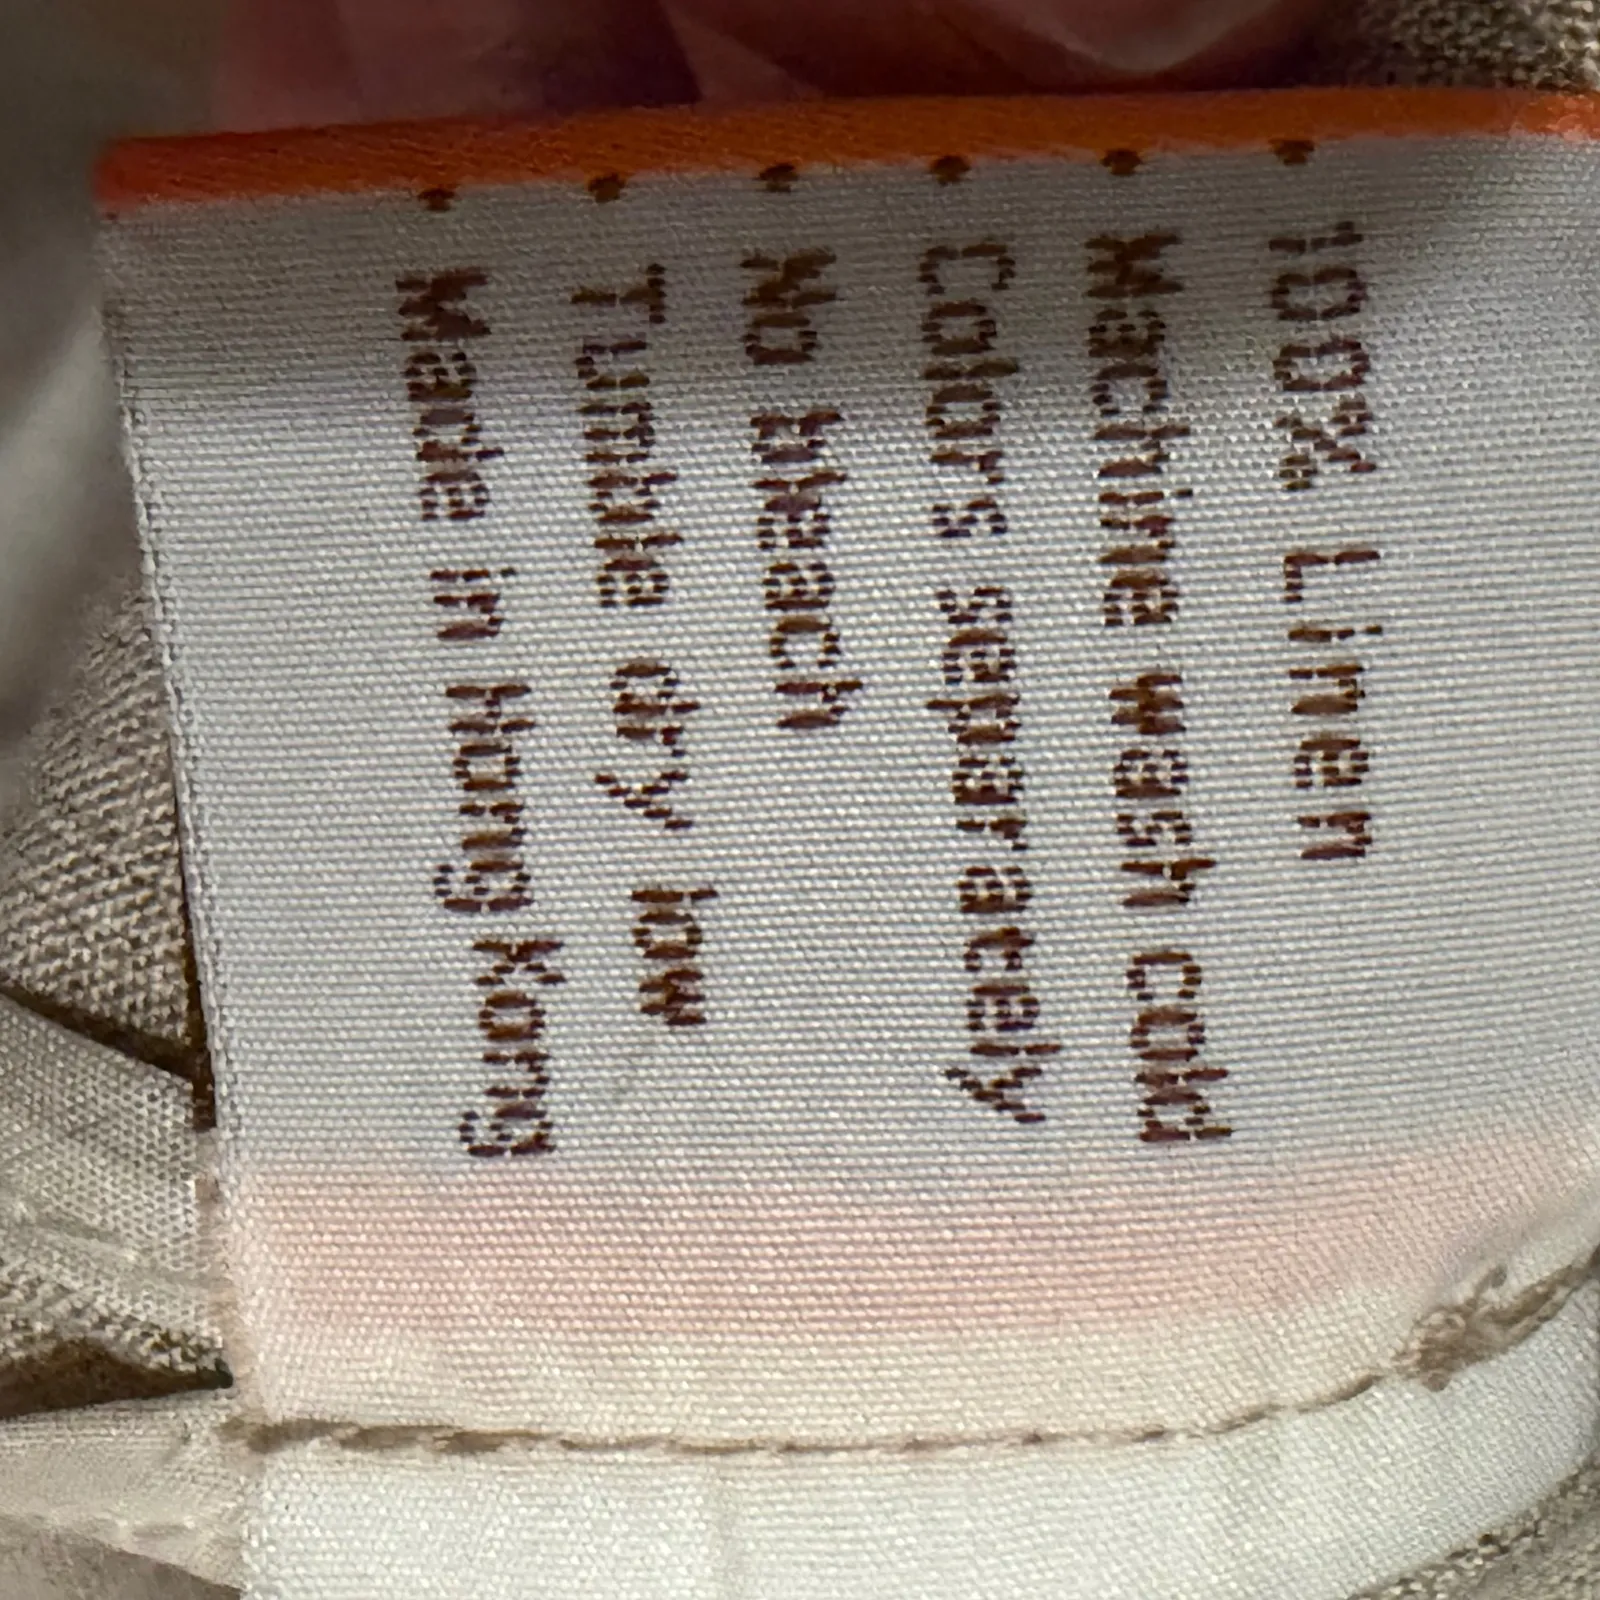 100% Linen
Machine wash cold
Colors separately
No bleach
Tumble dry low
Made in Hong Kong